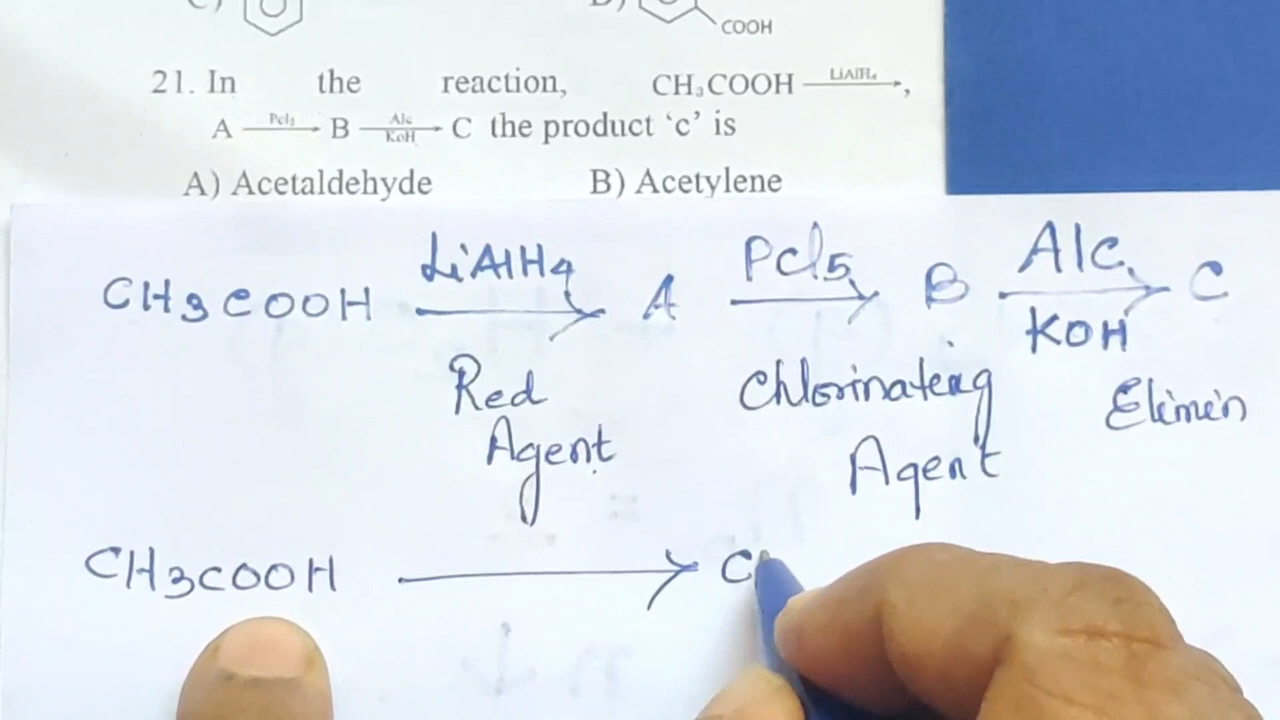 COOH
21. In the reaction, CH₃COOH LiAlH₄,
A Pcl₅ B Alc KoH C the product ‘c’ is
A) Acetaldehyde B) Acetylene
CH3COOH LiAlH4 A PCl5 B Alc. KOH C
Red Chlorinating Elimin
Agent Agent
CH3COOH C